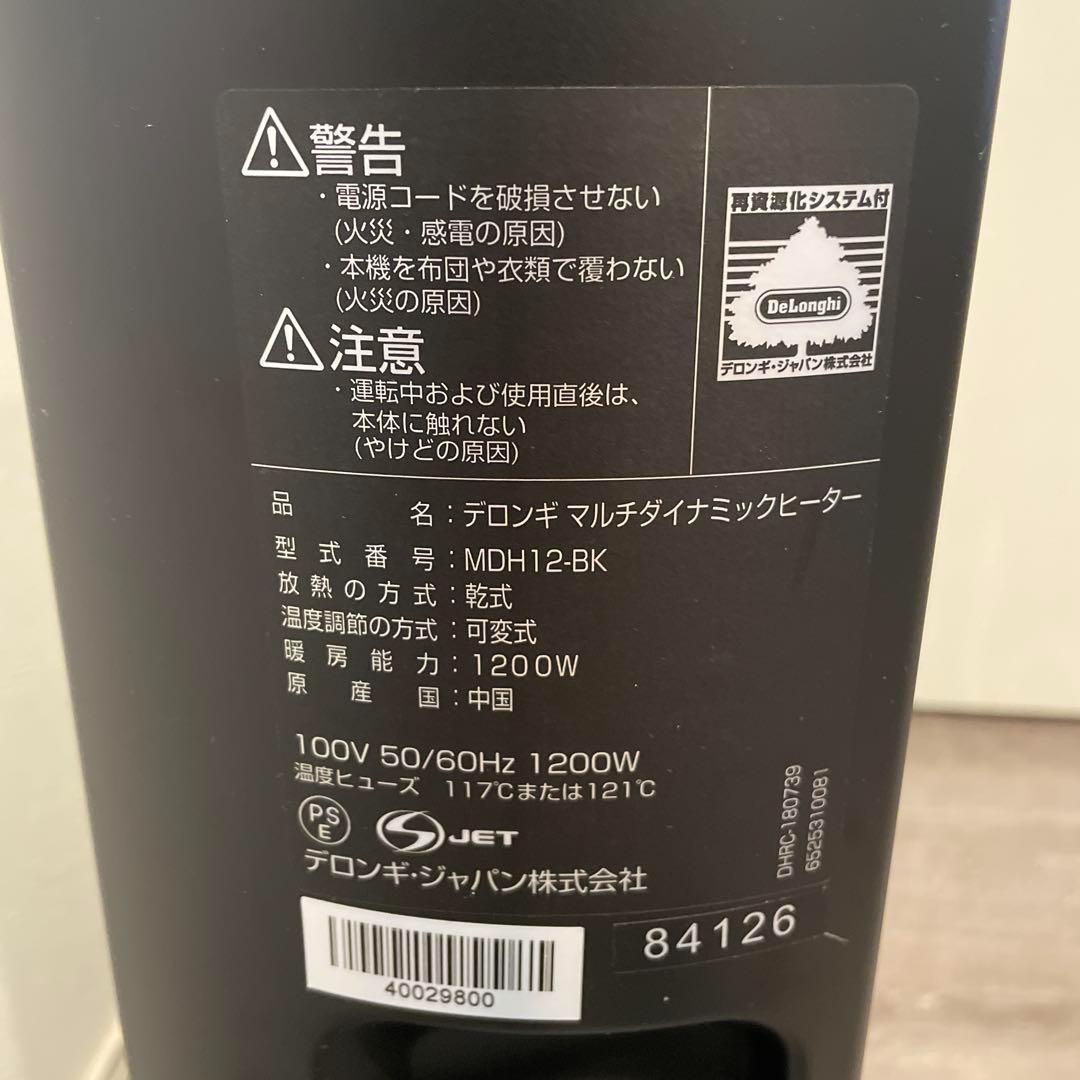 警告
・電源コードを破損させない
(火災・感電の原因)
・本機を布団や衣類で覆わない
(火災の原因)
注意
・運転中および使用直後は、
本体に触れない
(やけどの原因)
再資源化システム付
DeLonghi
デロンギ・ジャパン株式会社
品名：デロンギ マルチダイナミックヒーター
型式番号：MDH12-BK
放熱の方式：乾式
温度調節の方式：可変式
暖房能力：1200W
原産国：中国
100V 50/60Hz 1200W
温度ヒューズ 117℃または121℃
PSE
S JET
デロンギ・ジャパン株式会社
DHRC-180739
6525310081
84126
40029800